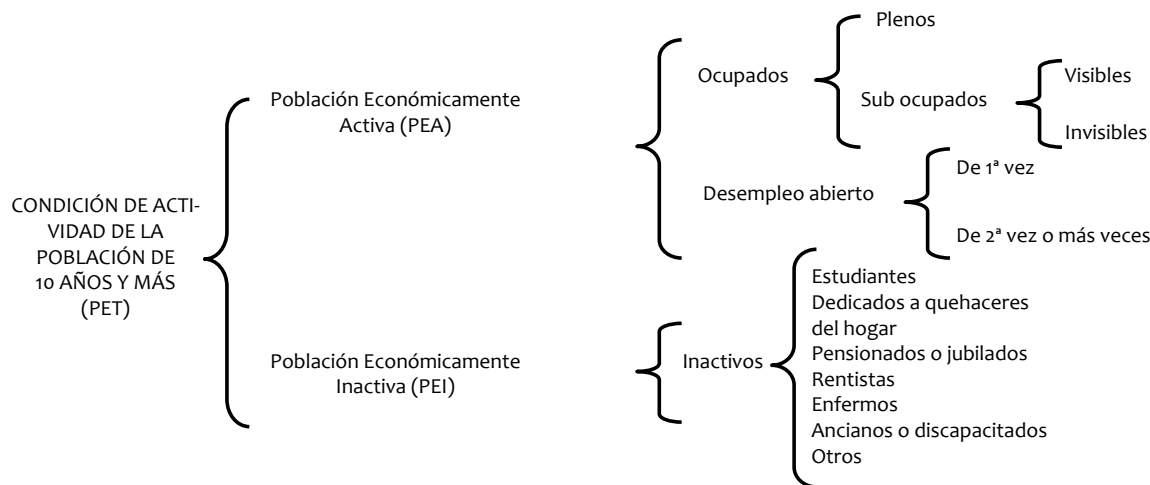 CONDICIÓN DE ACTI-
VIDAD DE LA
POBLACIÓN DE
10 AÑOS Y MÁS
(PET)
Población Económicamente
Activa (PEA)
Ocupados
Plenos
Sub ocupados
Visibles
Invisibles
Desempleo abierto
De 1ª vez
De 2ª vez o más veces
Población Económicamente
Inactiva (PEI)
Inactivos
Estudiantes
Dedicados a quehaceres
del hogar
Pensionados o jubilados
Rentistas
Enfermos
Ancianos o discapacitados
Otros